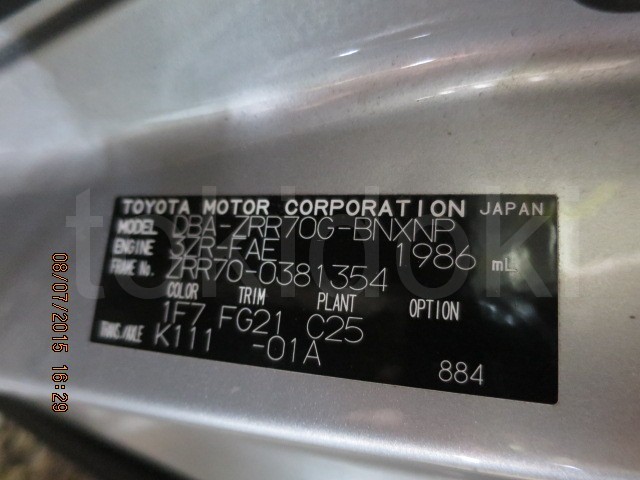 TOYOTA MOTOR CORPORATION JAPAN
MODEL DBA-ZRR70G-BNXNP
ENGINE 3ZR-FAE 1986 mL
FRAME No. ZRR70-0381354
COLOR TRIM PLANT OPTION
1F7 FG21 C25
TRANS/AXLE K111 -01A
884
08/07/2015 16:29